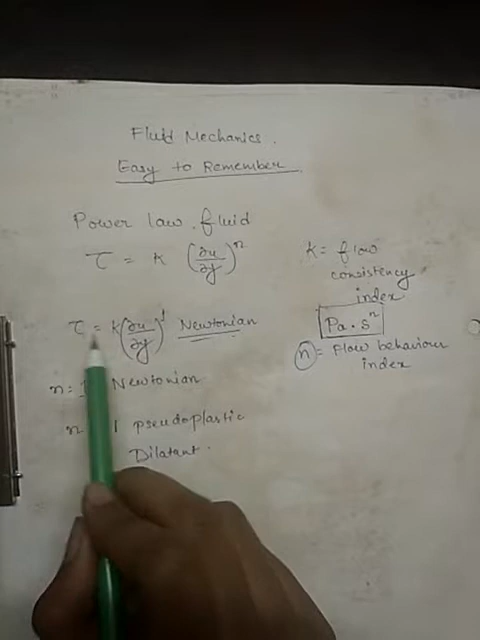 Fluid Mechanics.
Easy to Remember
Power law fluid
τ = K (∂u/∂y)^n
K = flow
consistency
index
Pa·s^n
n = Flow behaviour
index
τ = K(∂u/∂y)^1 Newtonian
n = Newtonian
n 1 pseudoplastic
Dilatant.